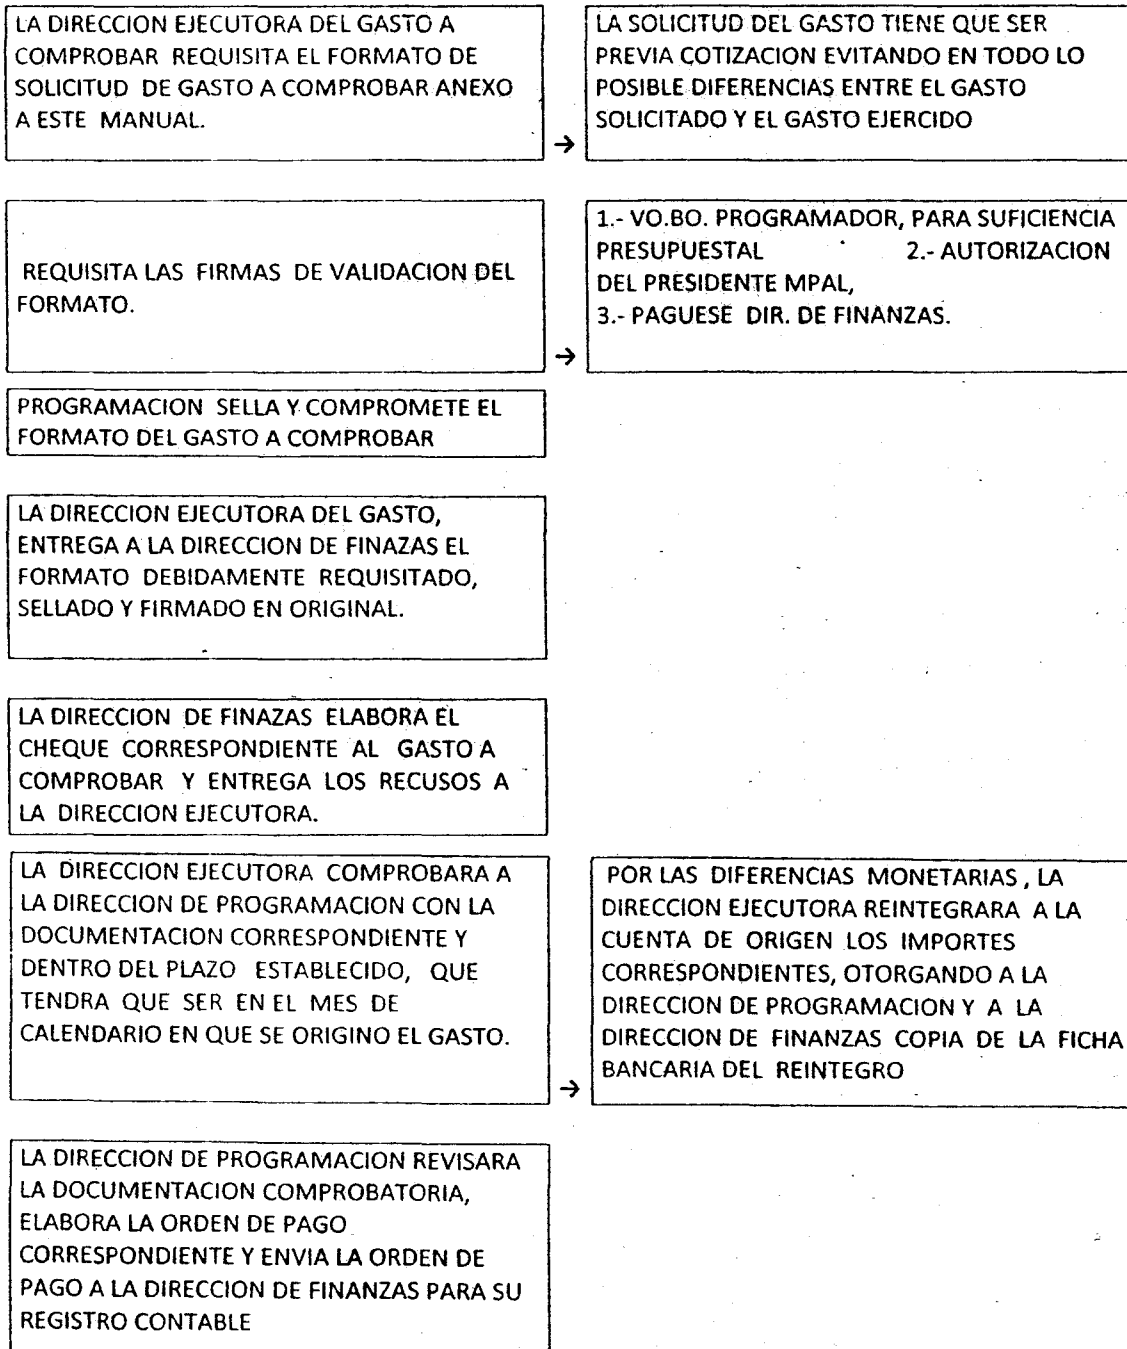 LA DIRECCION EJECUTORA DEL GASTO A
COMPROBAR REQUISITA EL FORMATO DE
SOLICITUD DE GASTO A COMPROBAR ANEXO
A ESTE MANUAL.
→
LA SOLICITUD DEL GASTO TIENE QUE SER
PREVIA COTIZACION EVITANDO EN TODO LO
POSIBLE DIFERENCIAS ENTRE EL GASTO
SOLICITADO Y EL GASTO EJERCIDO
REQUISITA LAS FIRMAS DE VALIDACION DEL
FORMATO.
→
1.- VO.BO. PROGRAMADOR, PARA SUFICIENCIA
PRESUPUESTAL 2.- AUTORIZACION
DEL PRESIDENTE MPAL,
3.- PAGUESE DIR. DE FINANZAS.
PROGRAMACION SELLA Y COMPROMETE EL
FORMATO DEL GASTO A COMPROBAR
LA DIRECCION EJECUTORA DEL GASTO,
ENTREGA A LA DIRECCION DE FINAZAS EL
FORMATO DEBIDAMENTE REQUISITADO,
SELLADO Y FIRMADO EN ORIGINAL.
LA DIRECCION DE FINAZAS ELABORA EL
CHEQUE CORRESPONDIENTE AL GASTO A
COMPROBAR Y ENTREGA LOS RECUSOS A
LA DIRECCION EJECUTORA.
LA DIRECCION EJECUTORA COMPROBARA A
LA DIRECCION DE PROGRAMACION CON LA
DOCUMENTACION CORRESPONDIENTE Y
DENTRO DEL PLAZO ESTABLECIDO, QUE
TENDRA QUE SER EN EL MES DE
CALENDARIO EN QUE SE ORIGINO EL GASTO.
→
POR LAS DIFERENCIAS MONETARIAS , LA
DIRECCION EJECUTORA REINTEGRARA A LA
CUENTA DE ORIGEN LOS IMPORTES
CORRESPONDIENTES, OTORGANDO A LA
DIRECCION DE PROGRAMACION Y A LA
DIRECCION DE FINANZAS COPIA DE LA FICHA
BANCARIA DEL REINTEGRO
LA DIRECCION DE PROGRAMACION REVISARA
LA DOCUMENTACION COMPROBATORIA,
ELABORA LA ORDEN DE PAGO
CORRESPONDIENTE Y ENVIA LA ORDEN DE
PAGO A LA DIRECCION DE FINANZAS PARA SU
REGISTRO CONTABLE